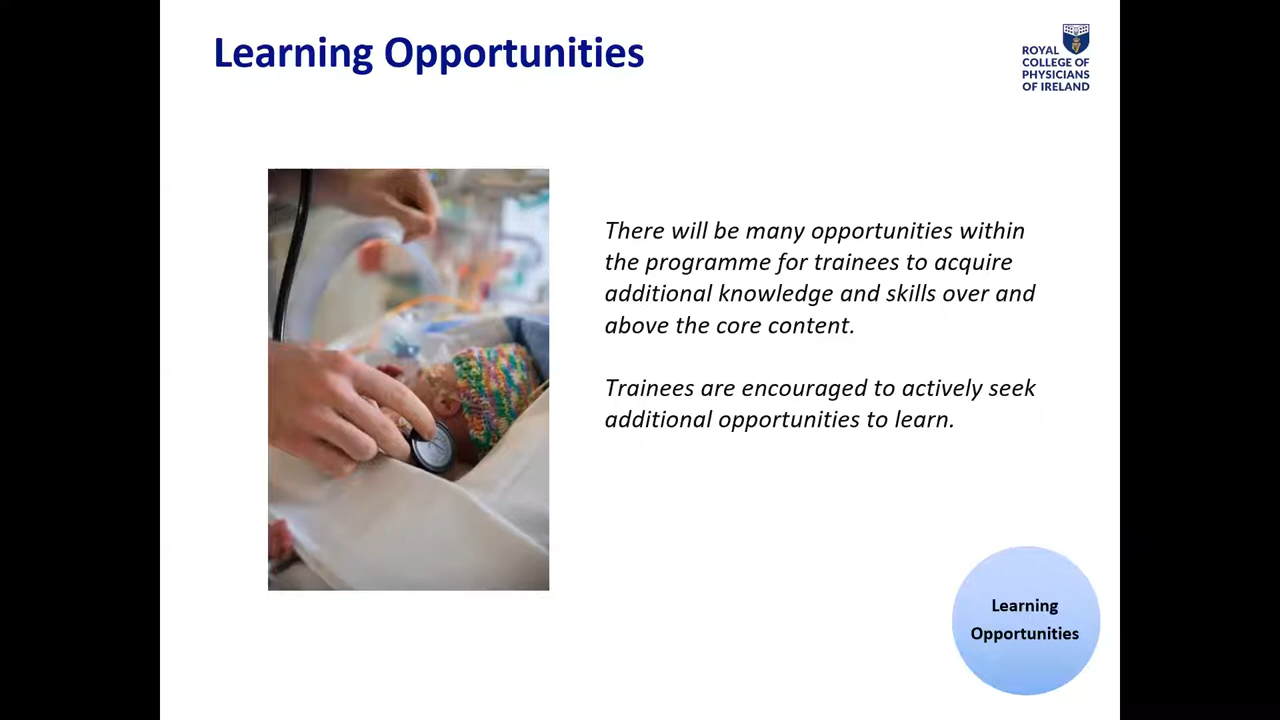 Learning Opportunities
ROYAL
COLLEGE OF
PHYSICIANS
OF IRELAND
There will be many opportunities within
the programme for trainees to acquire
additional knowledge and skills over and
above the core content.
Trainees are encouraged to actively seek
additional opportunities to learn.
Learning
Opportunities